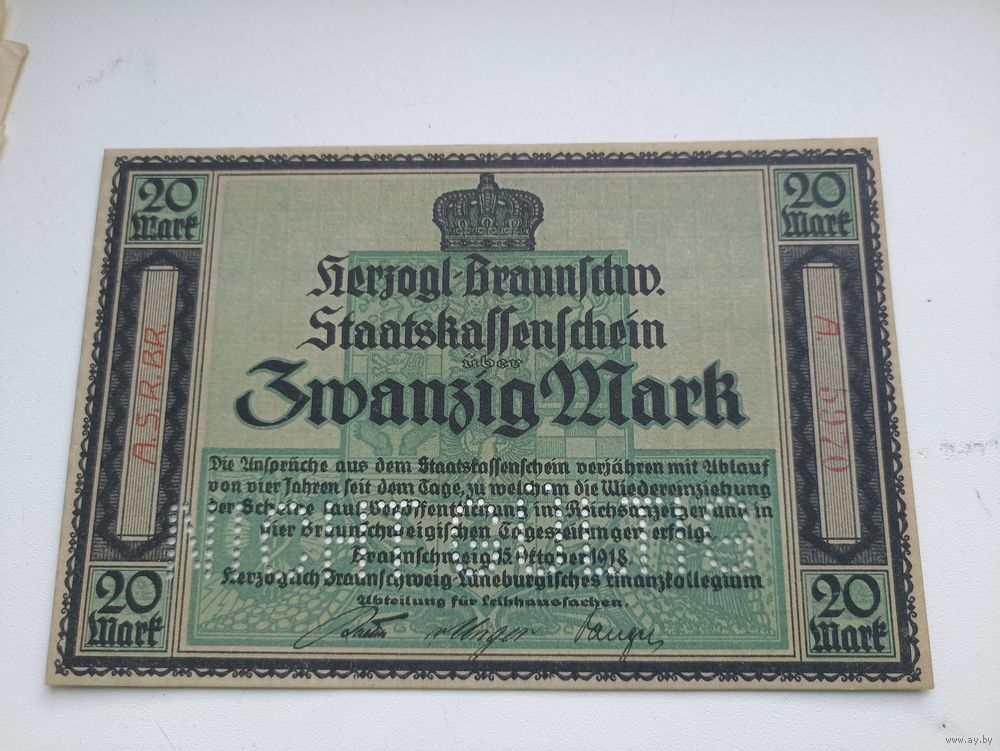 20 Mark
20 Mark
Herzogl. Braunschw.
Staatskassenschein
über
Zwanzig Mark
Die Ansprüche aus dem Staatskassenschein verjähren mit Ablauf
von vier Jahren seit dem Tage, zu welchem die Wiedereinziehung
der Scheine laut Veröffentlichung im Reichsanzeiger und in
vier braunschweigischen Tageszeitungen erfolgt.
Braunschweig, 15. Oktober 1918
Herzoglich Braunschweig Lüneburgisches Finanzkollegium
Abteilung für Leihhaussachen.
NICHT GÜLTIG
A.S.R.BR
A
20 Mark
20 Mark
www.ay.by